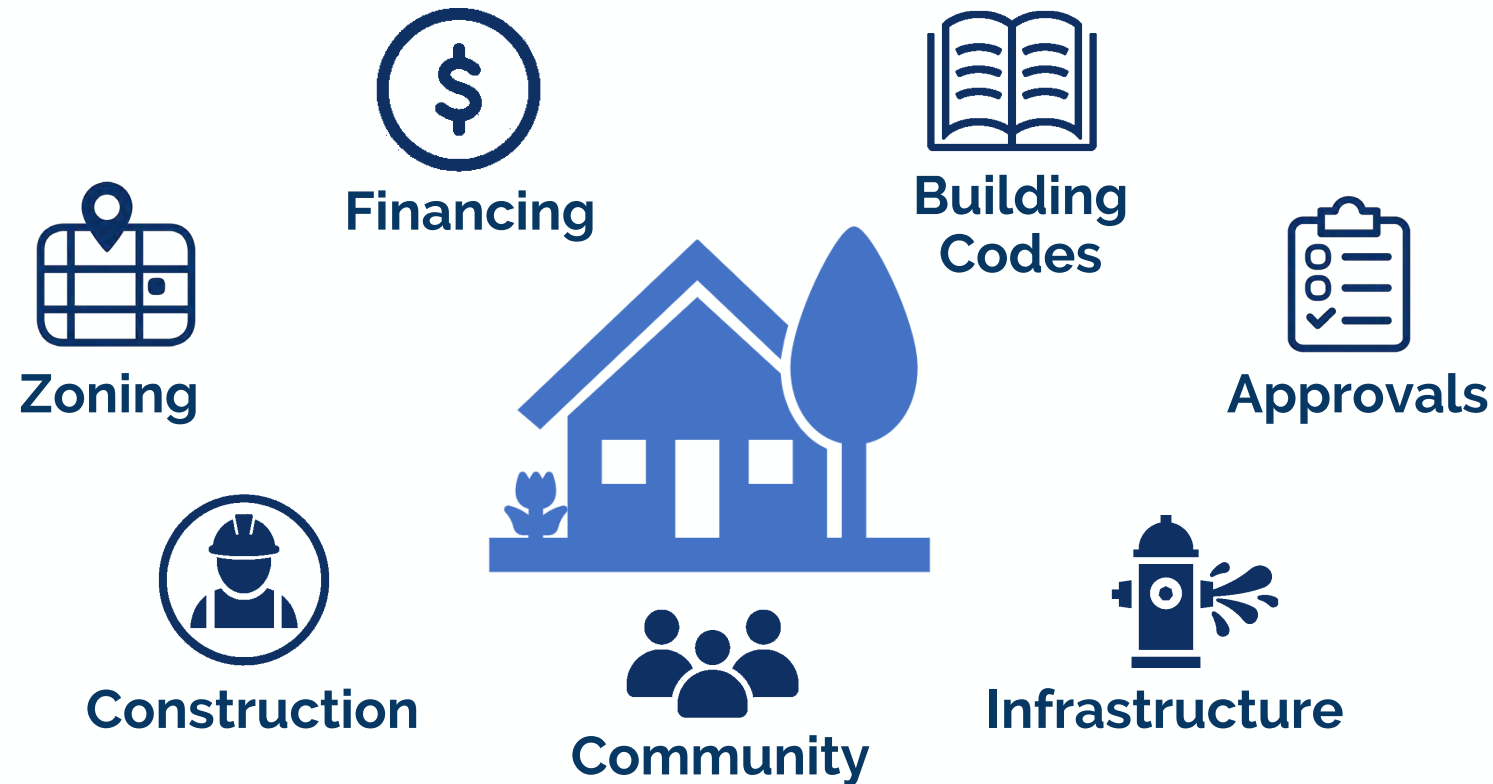 $
Financing
Building
Codes
Zoning
Approvals
Construction
Infrastructure
Community